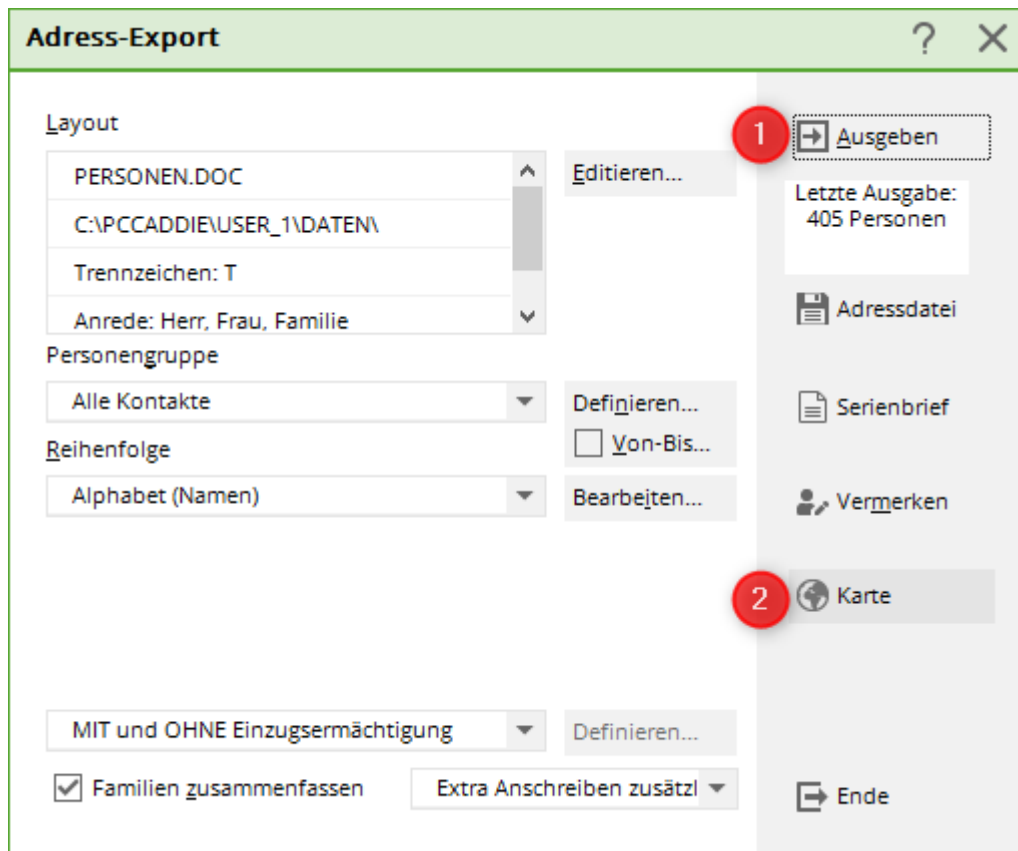 Adress-Export
?
Layout
1
Ausgeben
PERSONEN.DOC
Editieren...
C:\PCCADDIE\USER_1\DATEN\
Letzte Ausgabe:
405 Personen
Trennzeichen: T
Anrede: Herr, Frau, Familie
Adressdatei
Personengruppe
Alle Kontakte
Definieren...
Serienbrief
Von-Bis...
Reihenfolge
Alphabet (Namen)
Bearbeiten...
Vermerken
2
Karte
MIT und OHNE Einzugsermächtigung
Definieren...
Familien zusammenfassen
Extra Anschreiben zusätzl
Ende